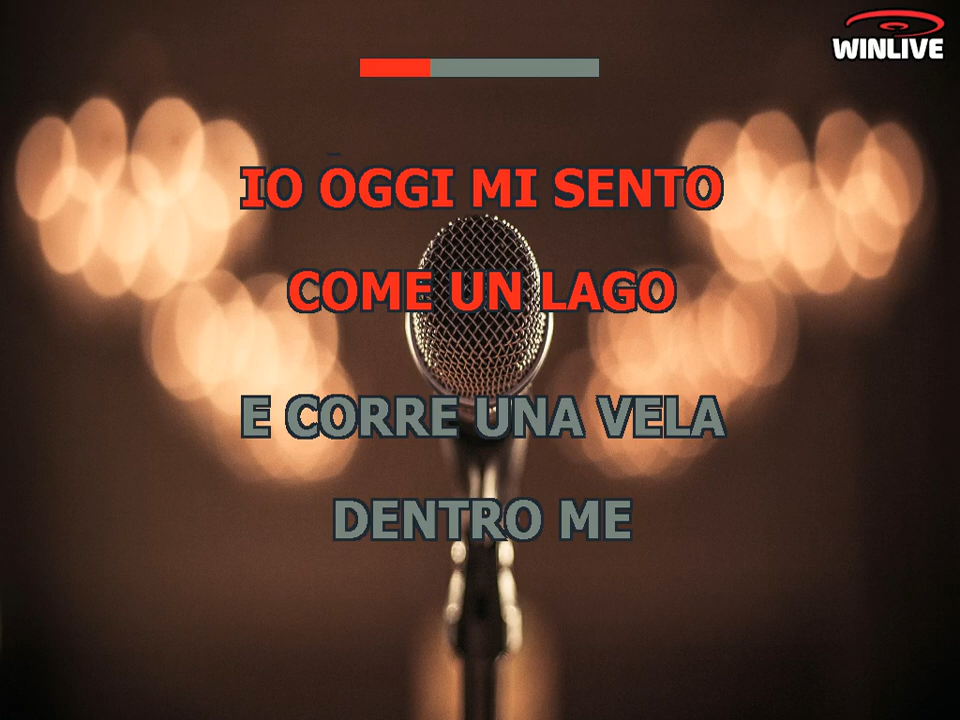 WINLIVE
IO OGGI MI SENTO
COME UN LAGO
E CORRE UNA VELA
DENTRO ME